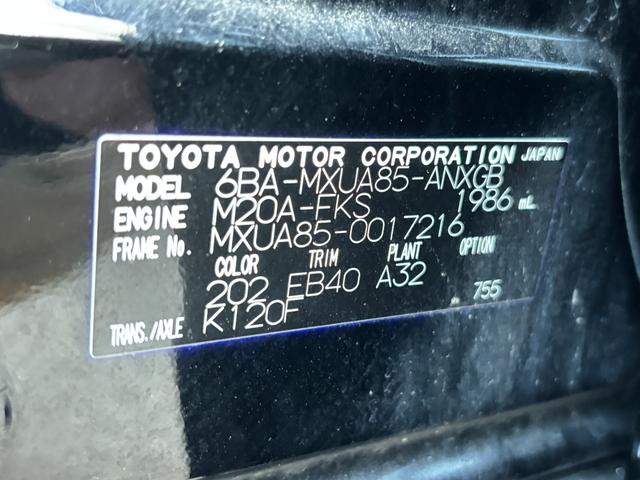 TOYOTA MOTOR CORPORATION JAPAN
MODEL 6BA-MXUA85-ANXGB
ENGINE M20A-FKS 1986 mL
FRAME No. MXUA85-0017216
COLOR TRIM PLANT OPTION
202 EB40 A32 755
TRANS./AXLE K120F